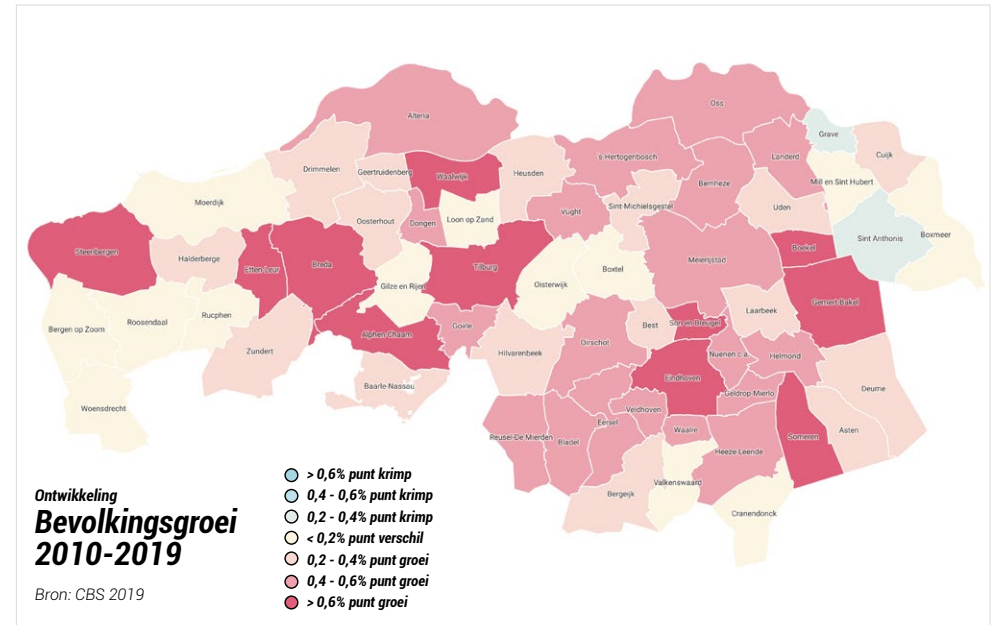 Oss
Altena
Grave
Cuijk
's-Hertogenbosch
Landerd
Drimmelen
Geertruidenberg
Waalwijk
Heusden
Bernheze
Mill en Sint Hubert
Moerdijk
Vught
Sint-Michielsgestel
Uden
Oosterhout
Dongen
Loon op Zand
Sint Anthonis
Boxmeer
Steenbergen
Halderberge
Etten-Leur
Breda
Tilburg
Boxtel
Meierijstad
Boekel
Gilze en Rijen
Oisterwijk
Gemert-Bakel
Bergen op Zoom
Roosendaal
Rucphen
Alphen-Chaam
Goirle
Best
Son en Breugel
Laarbeek
Zundert
Hilvarenbeek
Oirschot
Nuenen c.a.
Helmond
Baarle-Nassau
Eindhoven
Geldrop-Mierlo
Deurne
Woensdrecht
Veldhoven
Eersel
Waalre
Asten
Reusel-De Mierden
Bladel
Someren
Heeze-Leende
Valkenswaard
Bergeijk
Cranendonck
Ontwikkeling
Bevolkingsgroei
2010-2019
Bron: CBS 2019
> 0,6% punt krimp
0,4 - 0,6% punt krimp
0,2 - 0,4% punt krimp
< 0,2% punt verschil
0,2 - 0,4% punt groei
0,4 - 0,6% punt groei
> 0,6% punt groei